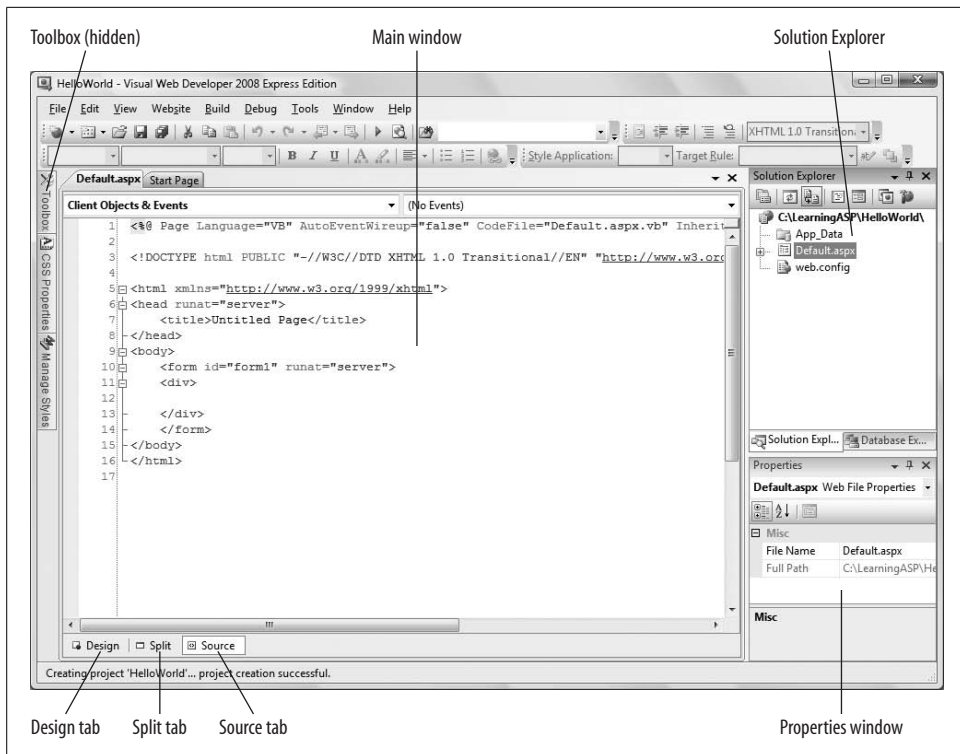 Toolbox (hidden)
Main window
Solution Explorer
HelloWorld - Visual Web Developer 2008 Express Edition
File Edit View Website Build Debug Tools Window Help
XHTML 1.0 Transition
B I U A Style Application: Target Rule:
Toolbox
CSS Properties
Manage Styles
Default.aspx Start Page
Client Objects & Events (No Events)
1 <%@ Page Language="VB" AutoEventWireup="false" CodeFile="Default.aspx.vb" Inherit
2
3 <!DOCTYPE html PUBLIC "-//W3C//DTD XHTML 1.0 Transitional//EN" "http://www.w3.org
4
5 <html xmlns="http://www.w3.org/1999/xhtml">
6 <head runat="server">
7 <title>Untitled Page</title>
8 </head>
9 <body>
10 <form id="form1" runat="server">
11 <div>
12
13 </div>
14 </form>
15 </body>
16 </html>
17
Design Split Source
Creating project 'HelloWorld'... project creation successful.
Solution Explorer
C:\LearningASP\HelloWorld\
App_Data
Default.aspx
web.config
Solution Expl... Database Ex...
Properties
Default.aspx Web File Properties
Misc
File Name Default.aspx
Full Path C:\LearningASP\He
Misc
Design tab
Split tab
Source tab
Properties window